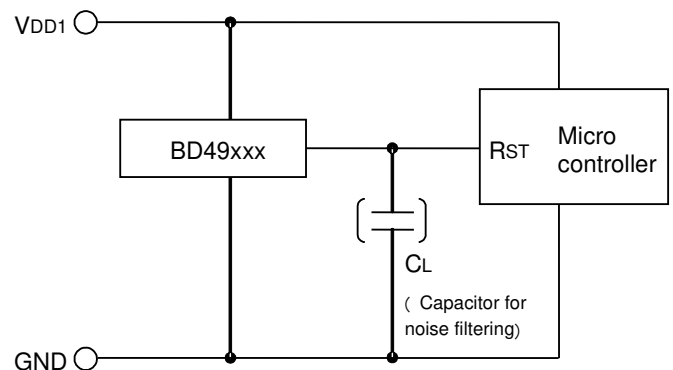 VDD1
BD49xxx
RST
Micro
controller
CL
( Capacitor for
noise filtering)
GND